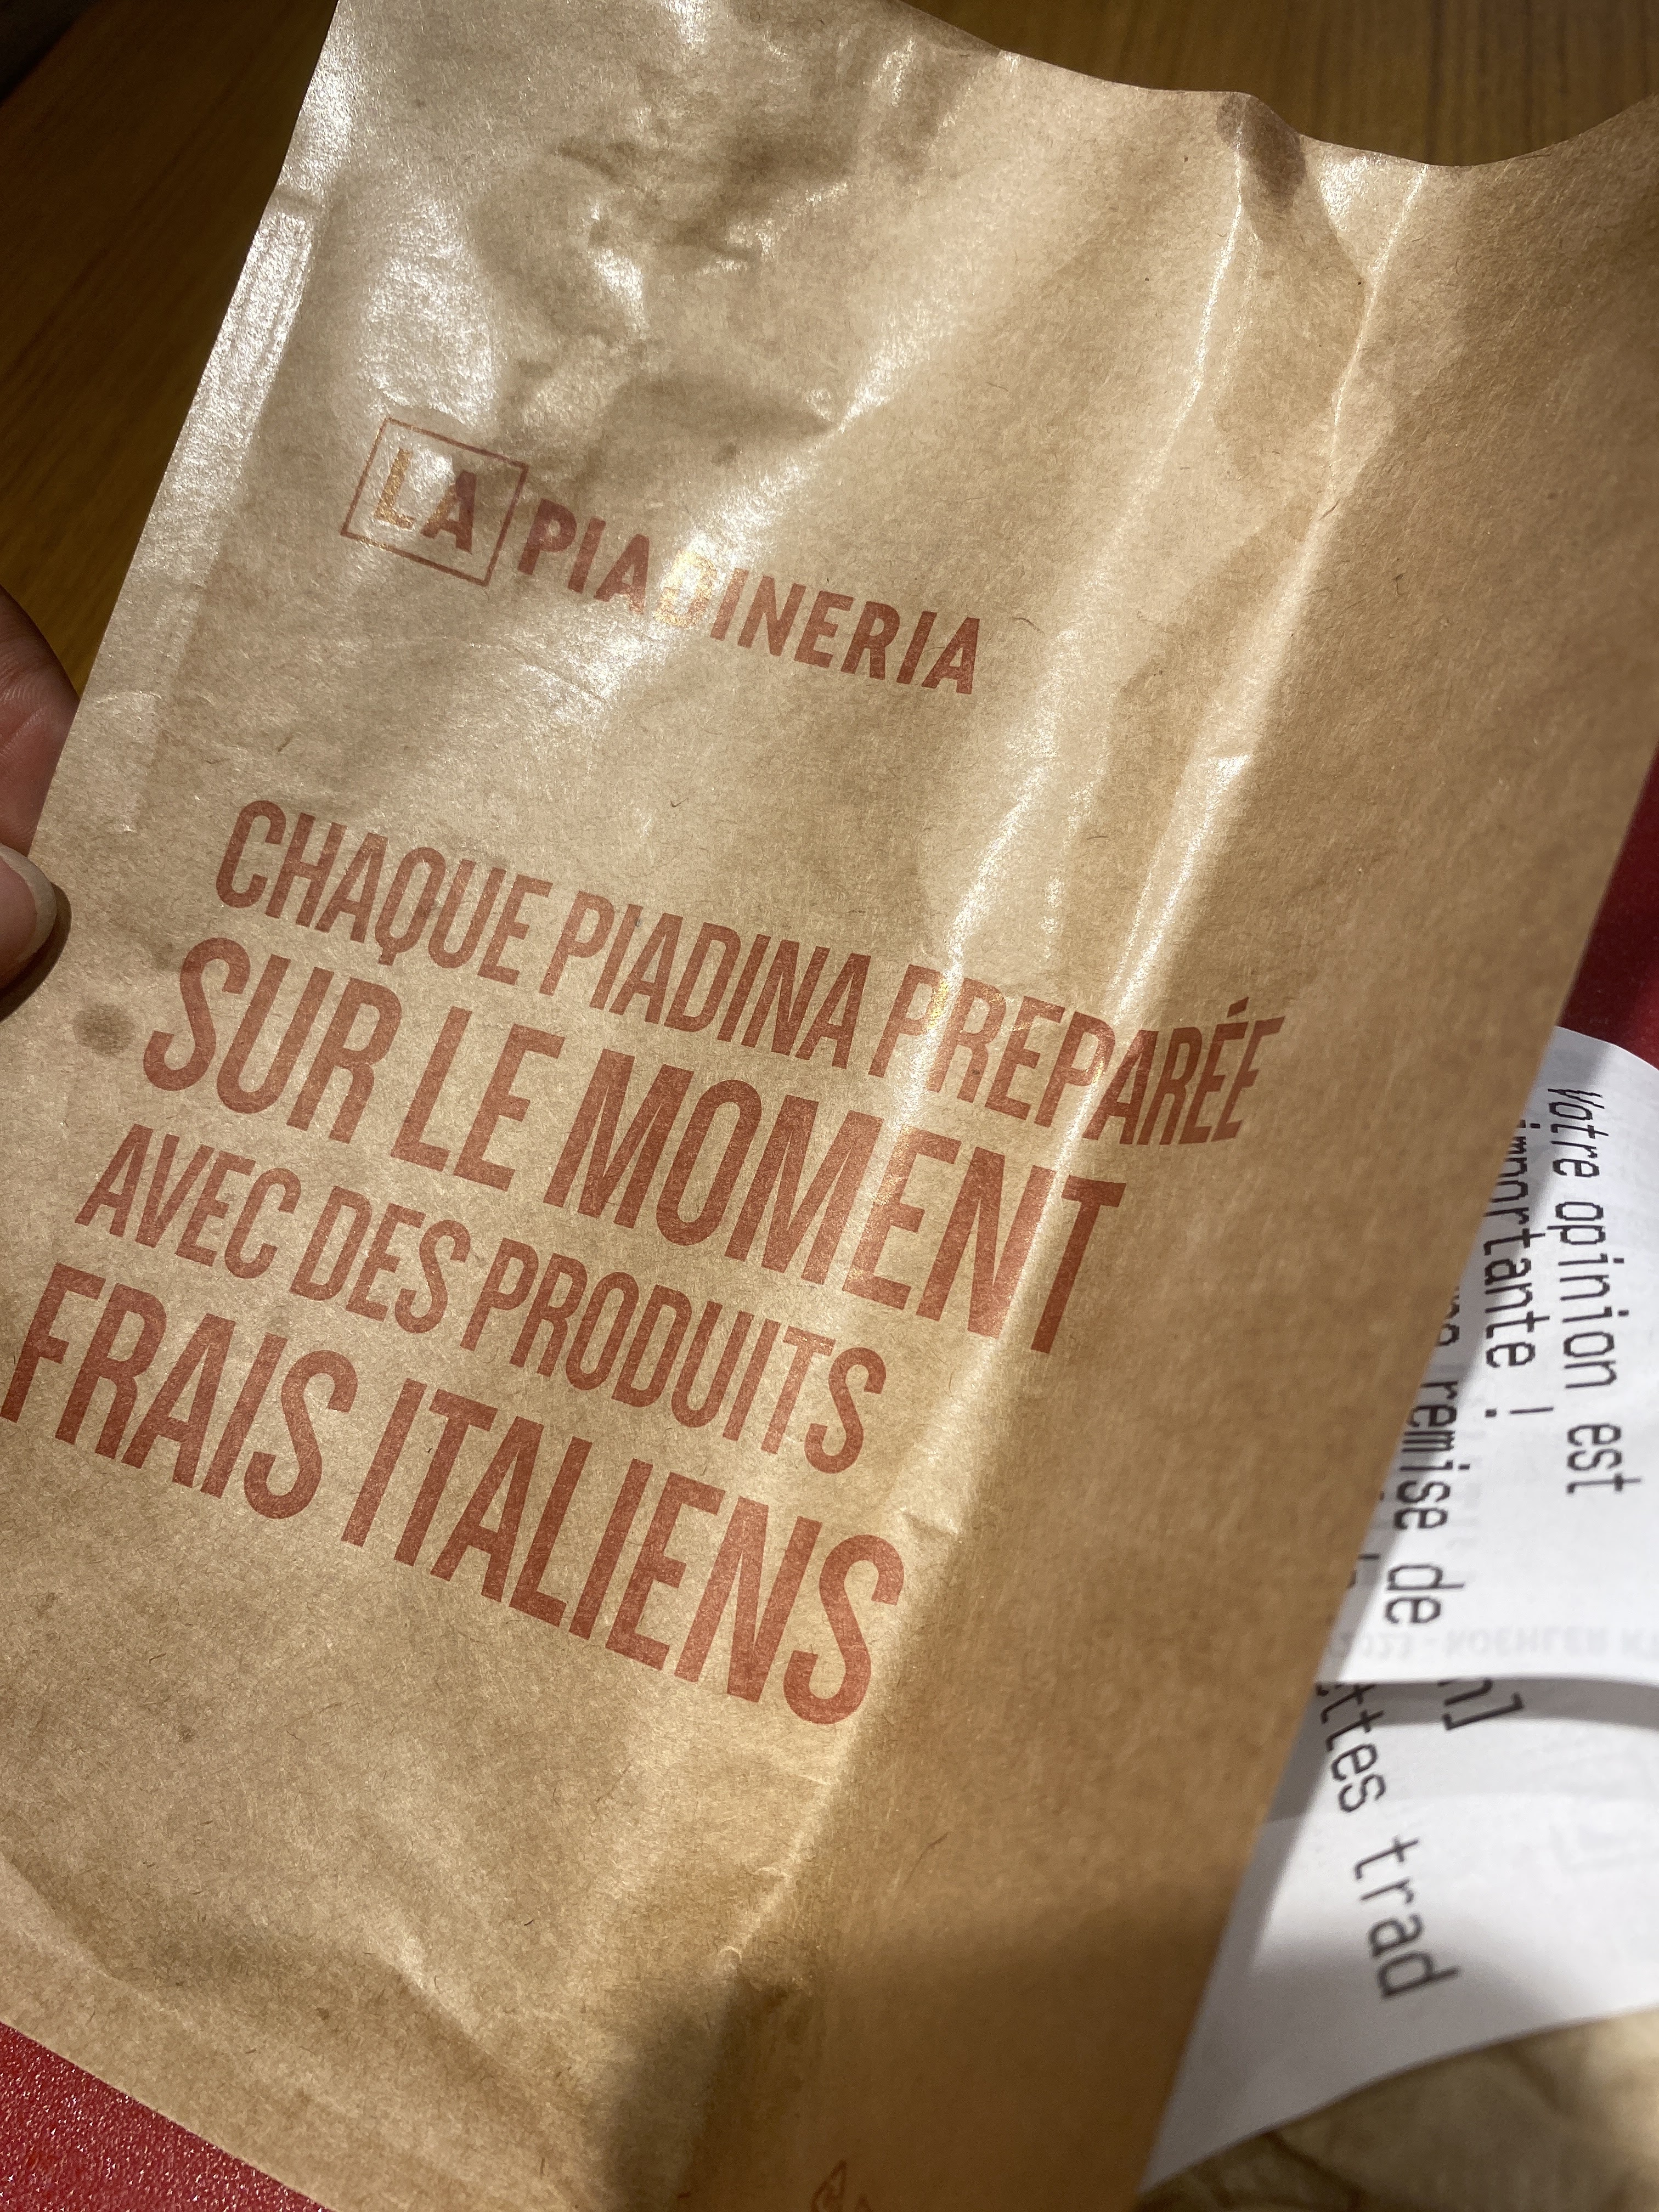 LA PIADINERIA
CHAQUE PIADINA PREPARÉE
SUR LE MOMENT
AVEC DES PRODUITS
FRAIS ITALIENS
Votre opinion est
importante !
remise de
trad